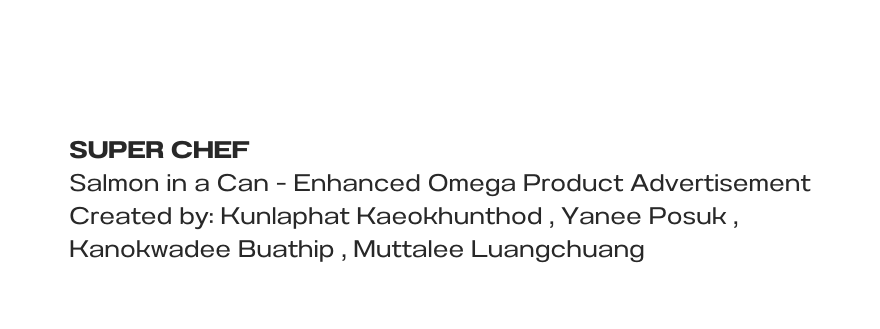 SUPER CHEF
Salmon in a Can - Enhanced Omega Product Advertisement
Created by: Kunlaphat Kaeokhunthod , Yanee Posuk ,
Kanokwadee Buathip , Muttalee Luangchuang